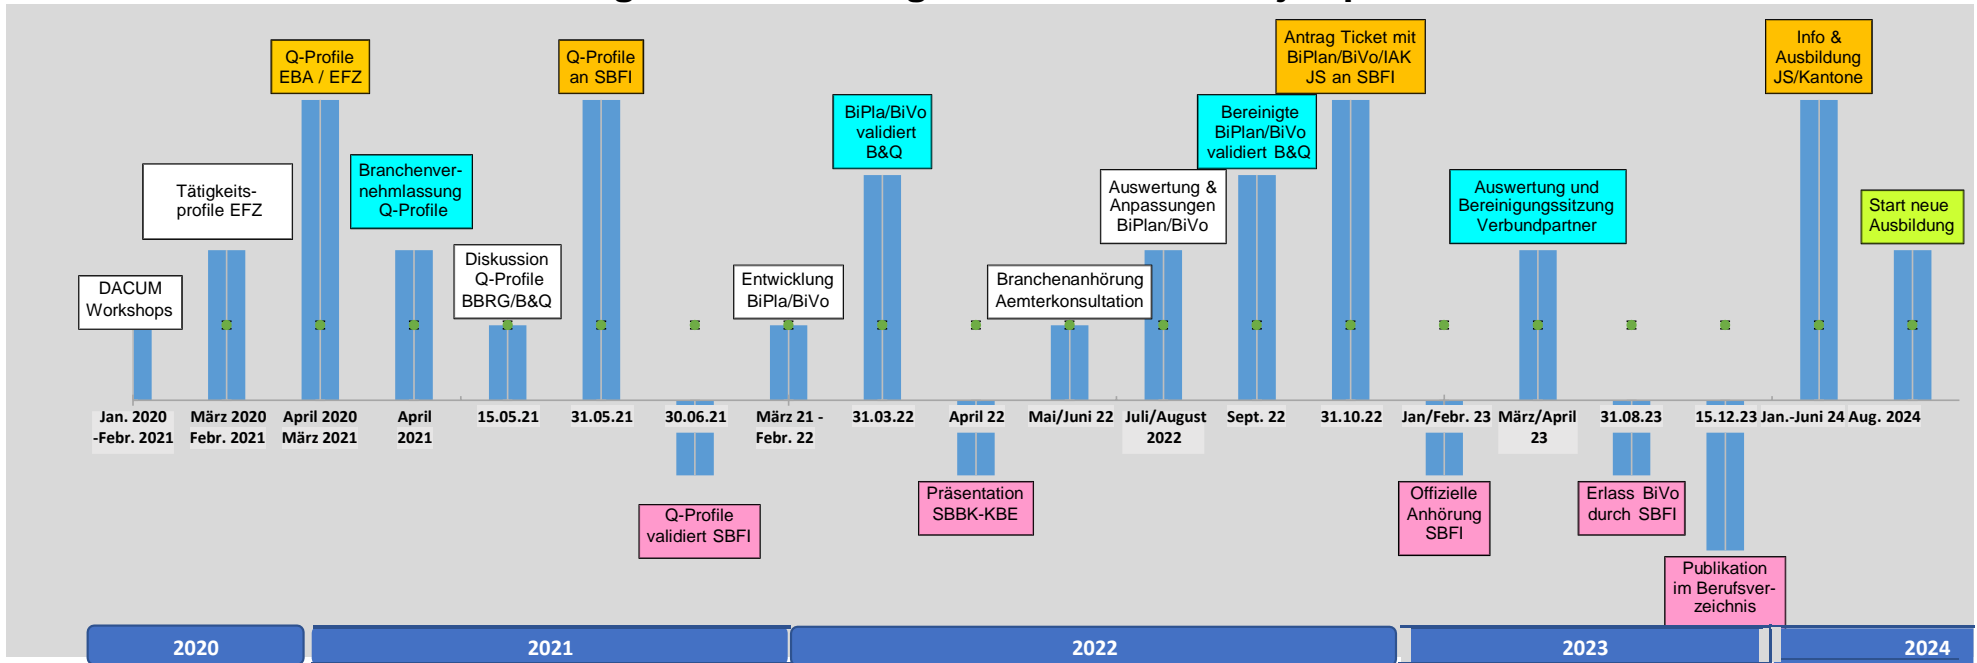 Q-Profile
EBA / EFZ
Q-Profile
an SBFI
Antrag Ticket mit
BiPlan/BiVo/IAK
JS an SBFI
Info &
Ausbildung
JS/Kantone
BiPla/BiVo
validiert
B&Q
Bereinigte
BiPlan/BiVo
validiert B&Q
Tätigkeits-
profile EFZ
Branchenver-
nehmlassung
Q-Profile
Auswertung &
Anpassungen
BiPlan/BiVo
Auswertung und
Bereinigungssitzung
Verbundpartner
Start neue
Ausbildung
DACUM
Workshops
Diskussion
Q-Profile
BBRG/B&Q
Entwicklung
BiPla/BiVo
Branchenanhörung
Aemterkonsultation
Jan. 2020
-Febr. 2021
März 2020
Febr. 2021
April 2020
März 2021
April
2021
15.05.21
31.05.21
30.06.21
März 21 -
Febr. 22
31.03.22
April 22
Mai/Juni 22
Juli/August
2022
Sept. 22
31.10.22
Jan/Febr. 23
März/April
23
31.08.23
15.12.23
Jan.-Juni 24
Aug. 2024
Q-Profile
validiert SBFI
Präsentation
SBBK-KBE
Offizielle
Anhörung
SBFI
Erlass BiVo
durch SBFI
Publikation
im Berufsver-
zeichnis
2020
2021
2022
2023
2024